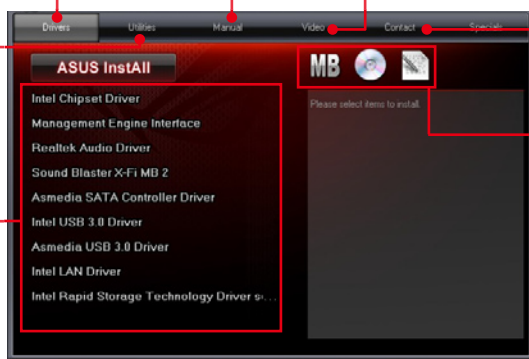 Drivers Utilities Manual Video Contact Specials
ASUS InstAll
MB
Intel Chipset Driver
Please select items to install.
Management Engine Interface
Realtek Audio Driver
Sound Blaster X-Fi MB 2
Asmedia SATA Controller Driver
Intel USB 3.0 Driver
Asmedia USB 3.0 Driver
Intel LAN Driver
Intel Rapid Storage Technology Driver s...